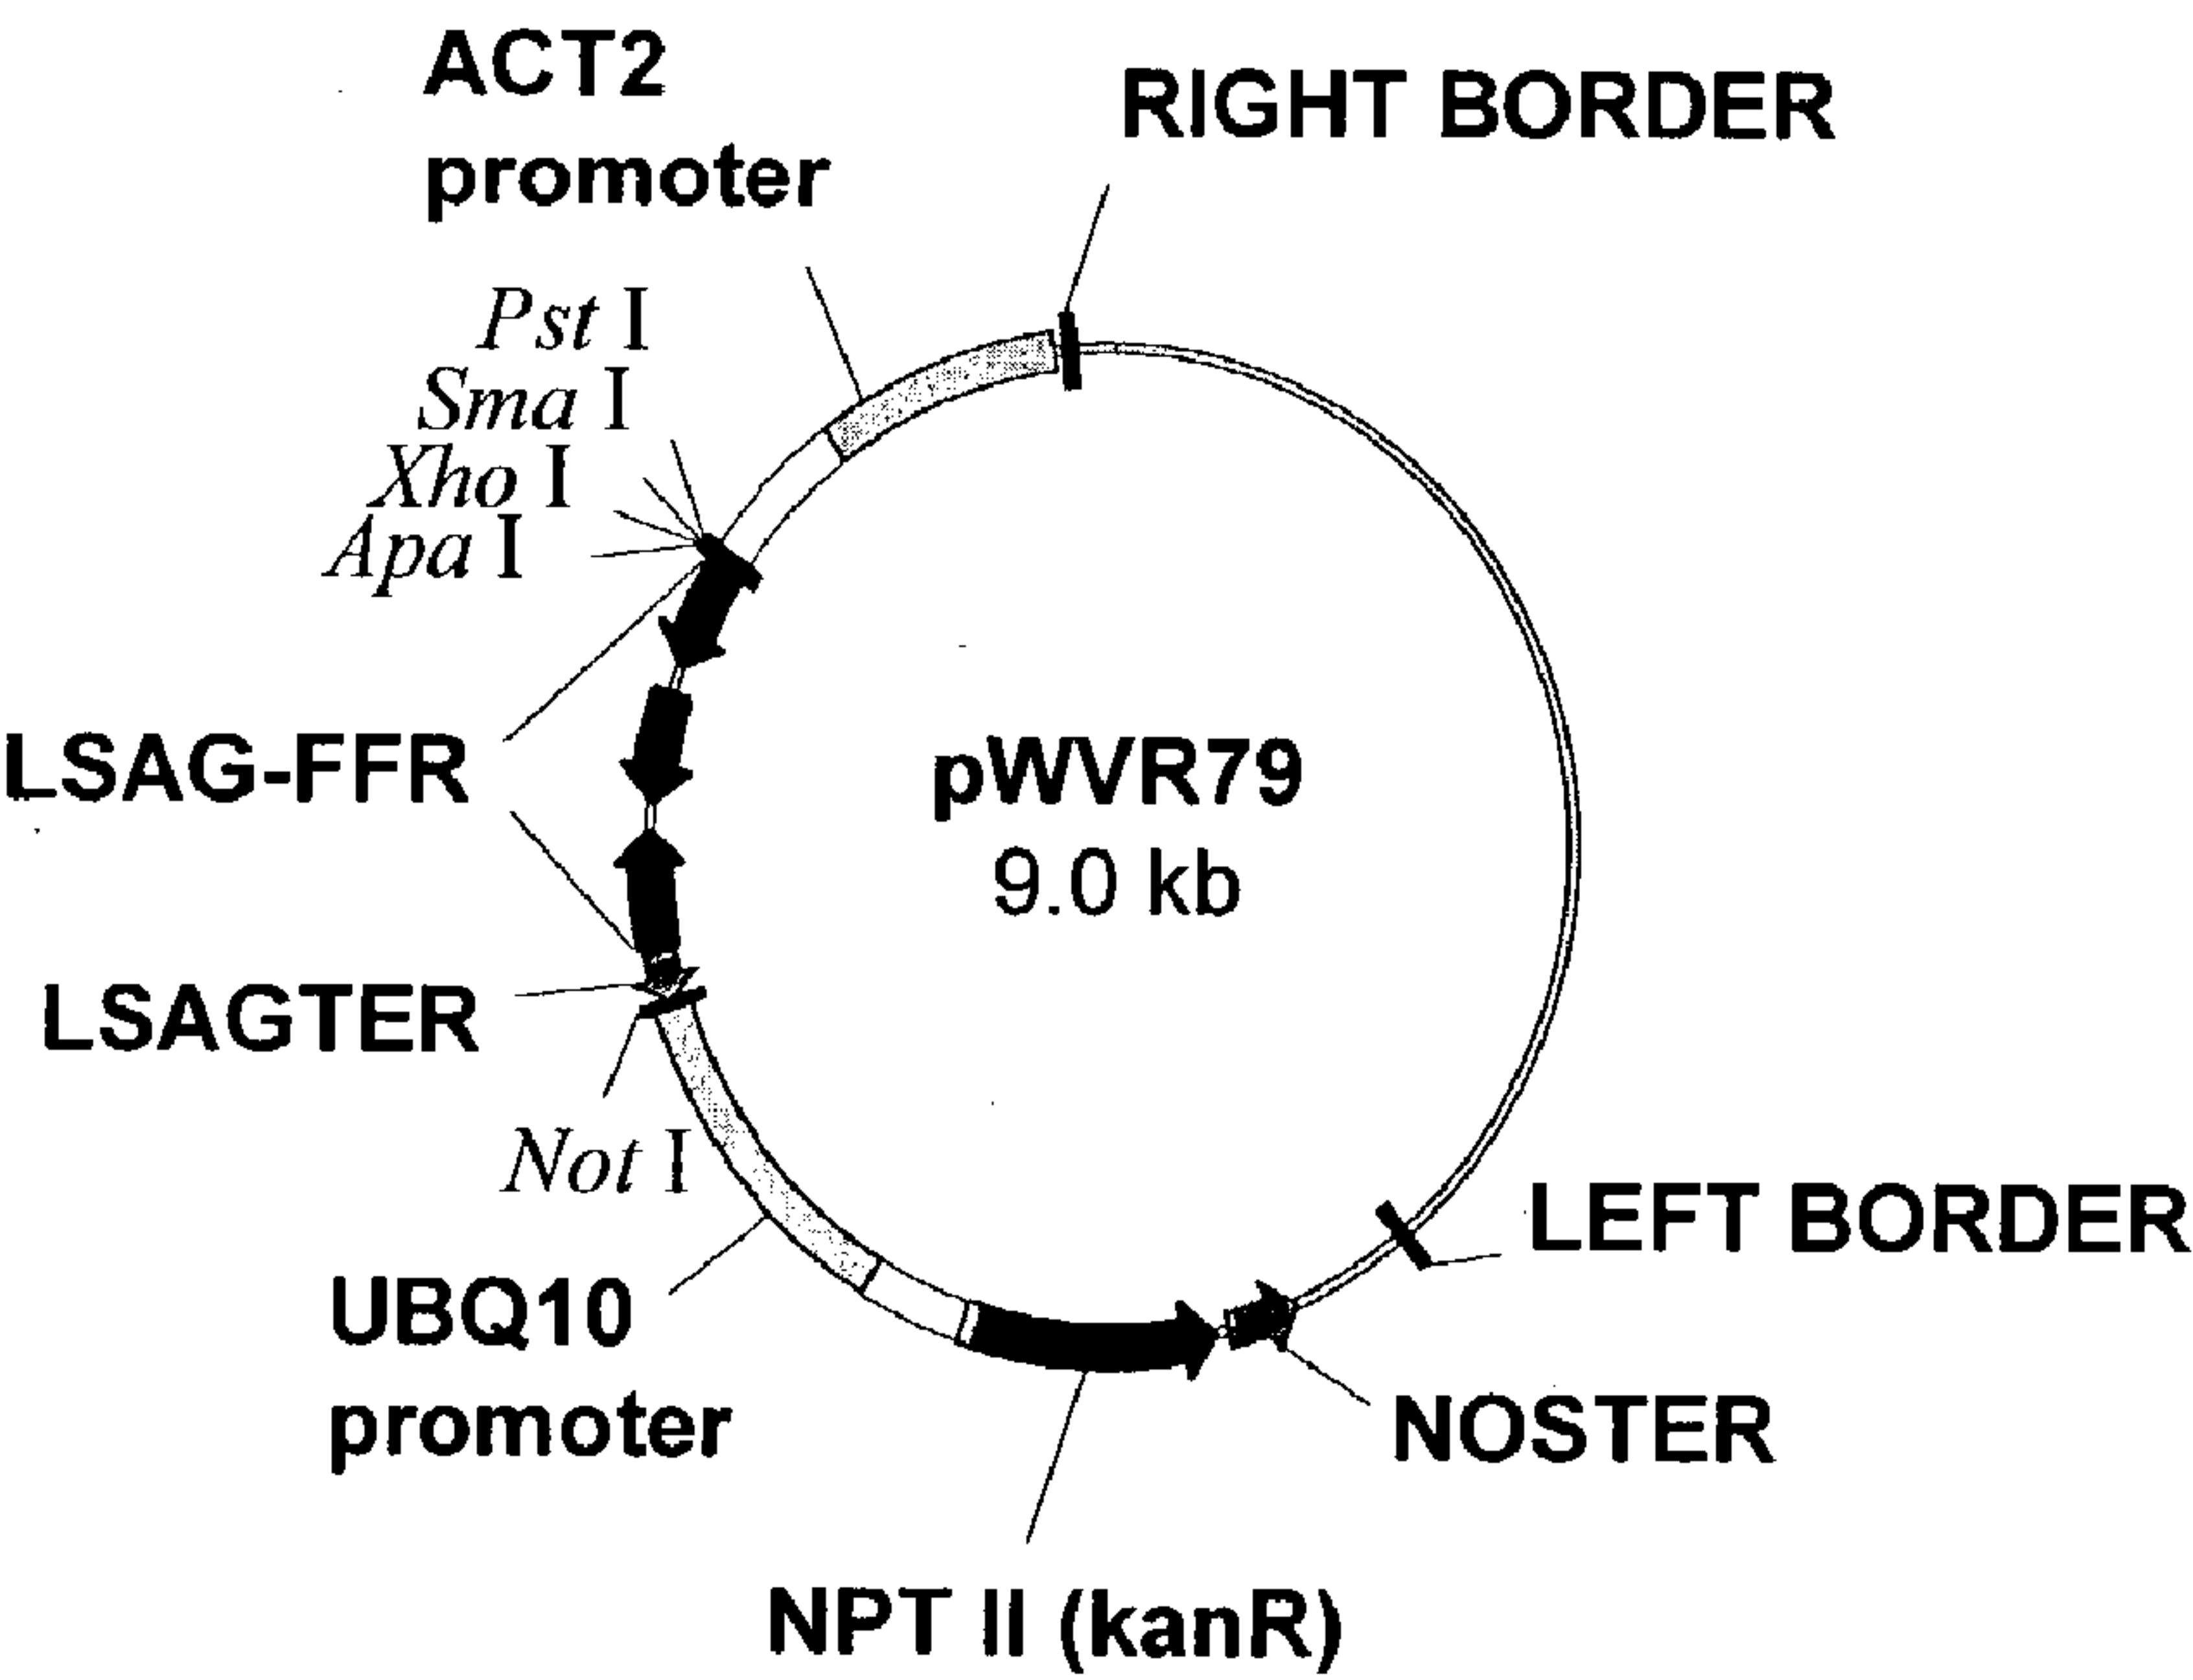 ACT2
promoter
RIGHT BORDER
Pst I
Sma I
Xho I
Apa I
LSAG-FFR
pWVR79
9.0 kb
LSAGTER
Not I
LEFT BORDER
UBQ10
promoter
NOSTER
NPT II (kanR)